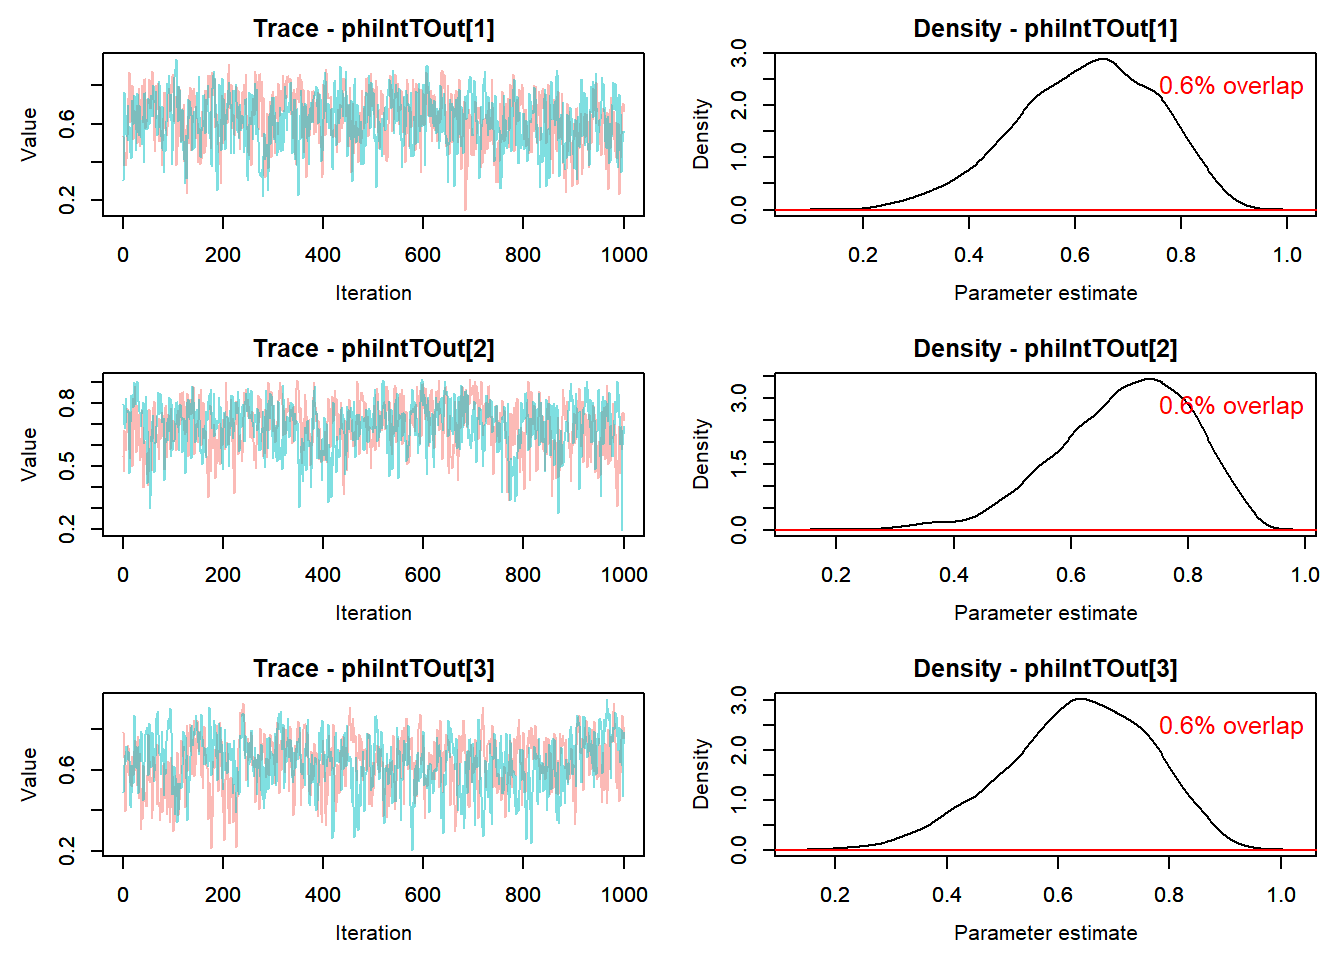 Trace - phiIntTOut[1]
Value
0.2 0.6
0 200 400 600 800 1000
Iteration
Density - phiIntTOut[1]
Density
0.0 1.0 2.0 3.0
0.6% overlap
0.2 0.4 0.6 0.8 1.0
Parameter estimate
Trace - phiIntTOut[2]
Value
0.2 0.5 0.8
0 200 400 600 800 1000
Iteration
Density - phiIntTOut[2]
Density
0.0 1.5 3.0
0.6% overlap
0.2 0.4 0.6 0.8 1.0
Parameter estimate
Trace - phiIntTOut[3]
Value
0.2 0.6
0 200 400 600 800 1000
Iteration
Density - phiIntTOut[3]
Density
0.0 1.0 2.0 3.0
0.6% overlap
0.2 0.4 0.6 0.8 1.0
Parameter estimate